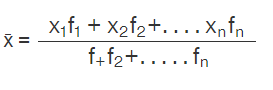 x̄ = x₁f₁ + x₂f₂+....xₙfₙ
f₊f₂+.....fₙ